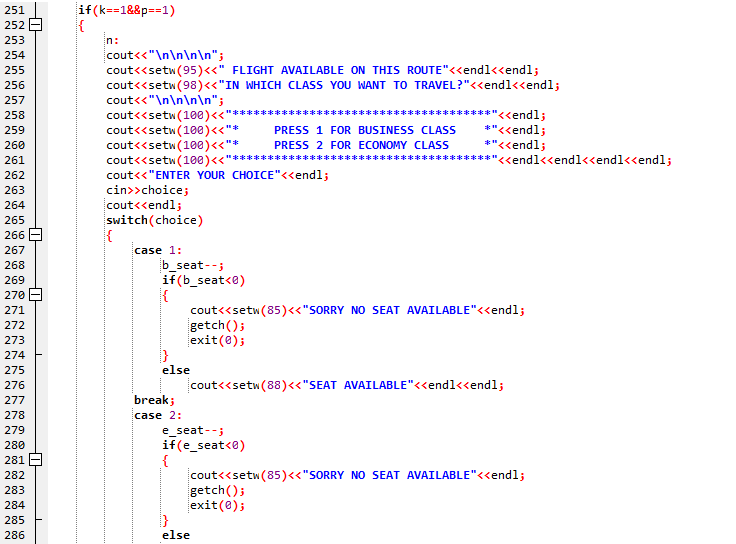 251 if(k==1&&p==1)
252 {
253 n:
254 cout<<"\n\n\n\n";
255 cout<<setw(95)<<" FLIGHT AVAILABLE ON THIS ROUTE"<<endl<<endl;
256 cout<<setw(98)<<"IN WHICH CLASS YOU WANT TO TRAVEL?"<<endl<<endl;
257 cout<<"\n\n\n\n";
258 cout<<setw(100)<<"*************************************"<<endl;
259 cout<<setw(100)<<"*     PRESS 1 FOR BUSINESS CLASS    *"<<endl;
260 cout<<setw(100)<<"*     PRESS 2 FOR ECONOMY CLASS     *"<<endl;
261 cout<<setw(100)<<"*************************************"<<endl<<endl<<endl<<endl;
262 cout<<"ENTER YOUR CHOICE"<<endl;
263 cin>>choice;
264 cout<<endl;
265 switch(choice)
266 {
267 case 1:
268 b_seat--;
269 if(b_seat<0)
270 {
271 cout<<setw(85)<<"SORRY NO SEAT AVAILABLE"<<endl;
272 getch();
273 exit(0);
274 }
275 else
276 cout<<setw(88)<<"SEAT AVAILABLE"<<endl<<endl;
277 break;
278 case 2:
279 e_seat--;
280 if(e_seat<0)
281 {
282 cout<<setw(85)<<"SORRY NO SEAT AVAILABLE"<<endl;
283 getch();
284 exit(0);
285 }
286 else